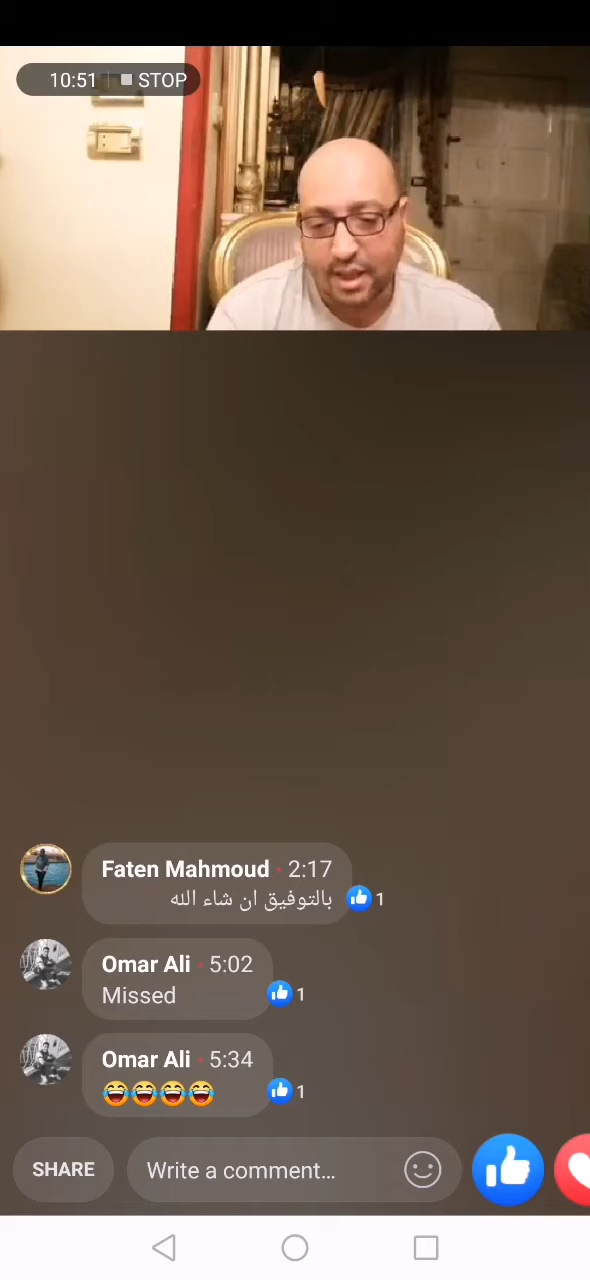 10:51 STOP
Faten Mahmoud • 2:17
بالتوفيق ان شاء الله
1
Omar Ali • 5:02
Missed
1
Omar Ali • 5:34
😂😂😂😂
1
SHARE
Write a comment...